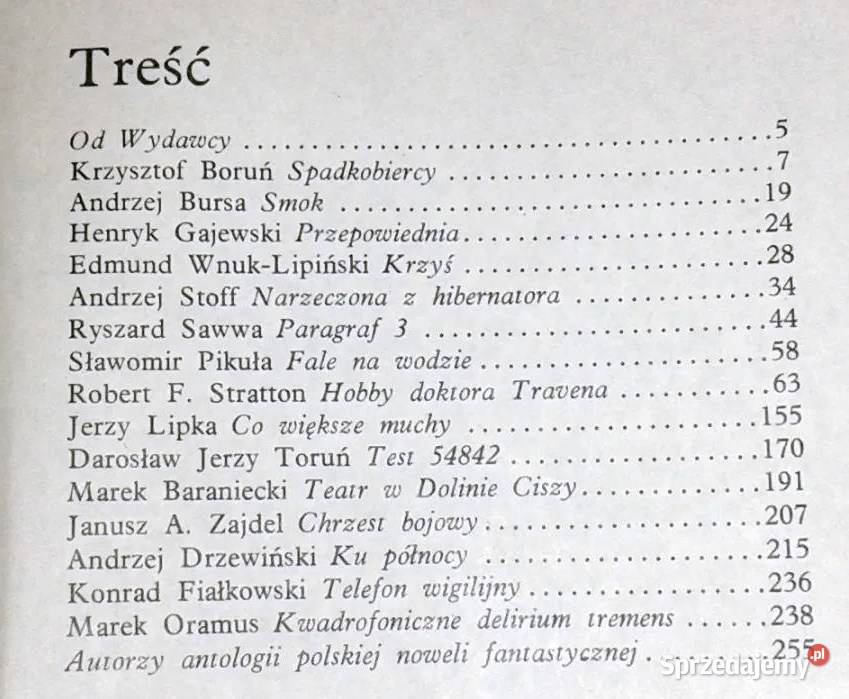 Treść
Od Wydawcy ........................................ 5
Krzysztof Boruń Spadkobiercy ........................ 7
Andrzej Bursa Smok ................................ 19
Henryk Gajewski Przepowiednia....................... 24
Edmund Wnuk-Lipiński Krzyś ....................... 28
Andrzej Stoff Narzeczona z hibernatora .............. 34
Ryszard Sawwa Paragraf 3 .......................... 44
Sławomir Pikuła Fale na wodzie ...................... 58
Robert F. Stratton Hobby doktora Travena ........... 63
Jerzy Lipka Co większe muchy ...................... 155
Darosław Jerzy Toruń Test 54842 ................... 170
Marek Baraniecki Teatr w Dolinie Ciszy.............. 191
Janusz A. Zajdel Chrzest bojowy ..................... 207
Andrzej Drzewiński Ku północy ..................... 215
Konrad Fiałkowski Telefon wigilijny .................. 236
Marek Oramus Kwadrofoniczne delirium tremens ...... 238
Autorzy antologii polskiej noweli fantastycznej ......... 255
Sprzedajemy.pl